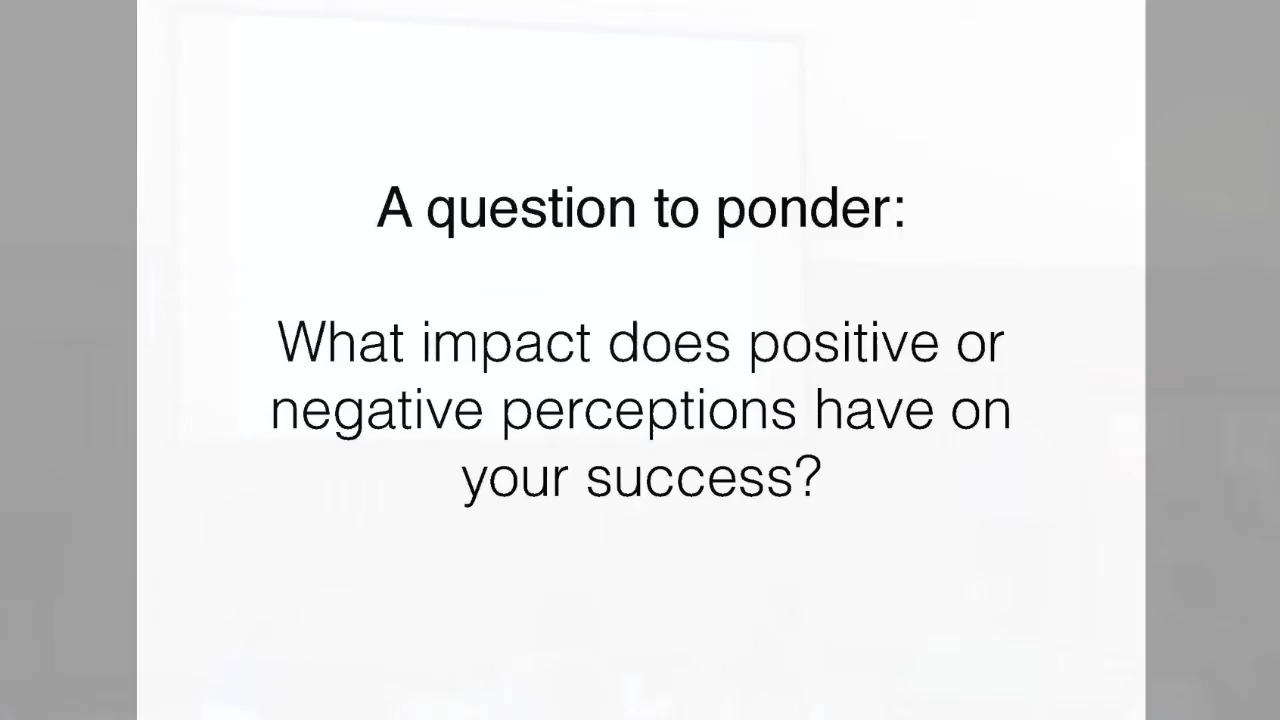 A question to ponder:
What impact does positive or
negative perceptions have on
your success?